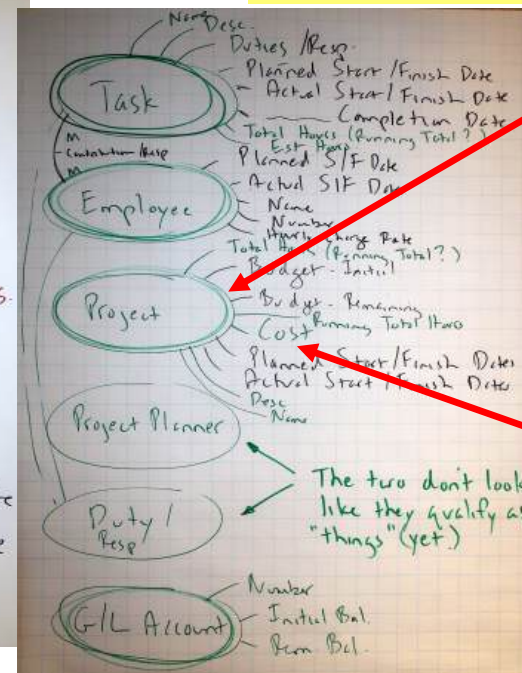 Name
Desc.
Duties /Resp.
Planned Start/Finish Date
Task
Actual Start/Finish Date
Completion Date
Total Hours (Running Total?)
Est Hours
M
Contribution/Resp
M
Planned S/F Date
Actual S/F Date
Employee
Name
Number
Hourly Charge Rate
Total Hours (Running Total?)
Budget - Initial
Project
Budget - Remaining
Running Total Hours
Cost
Planned Start/Finish Dates
Actual Start/Finish Dates
Desc
Name
Project Planner
The two don't look
like they qualify as
"things" (yet.)
Duty /
Resp
Number
G/L Account
Initial Bal.
Rem Bal.